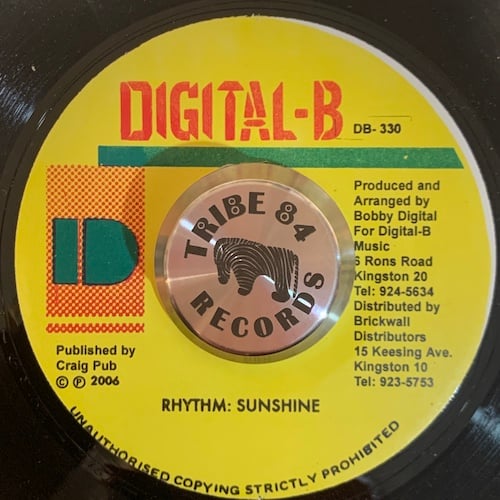 DIGITAL-B
DB- 330
TRIBE 84
RECORDS
Produced and
Arranged by
Bobby Digital
For Digital-B
Music
6 Rons Road
Kingston 20
Tel: 924-5634
Distributed by
Brickwall
Distributors
15 Keesing Ave.
Kingston 10
Tel: 923-5753
ID
Published by
Craig Pub
© ℗ 2006
RHYTHM: SUNSHINE
UNAUTHORISED COPYING STRICTLY PROHIBITED